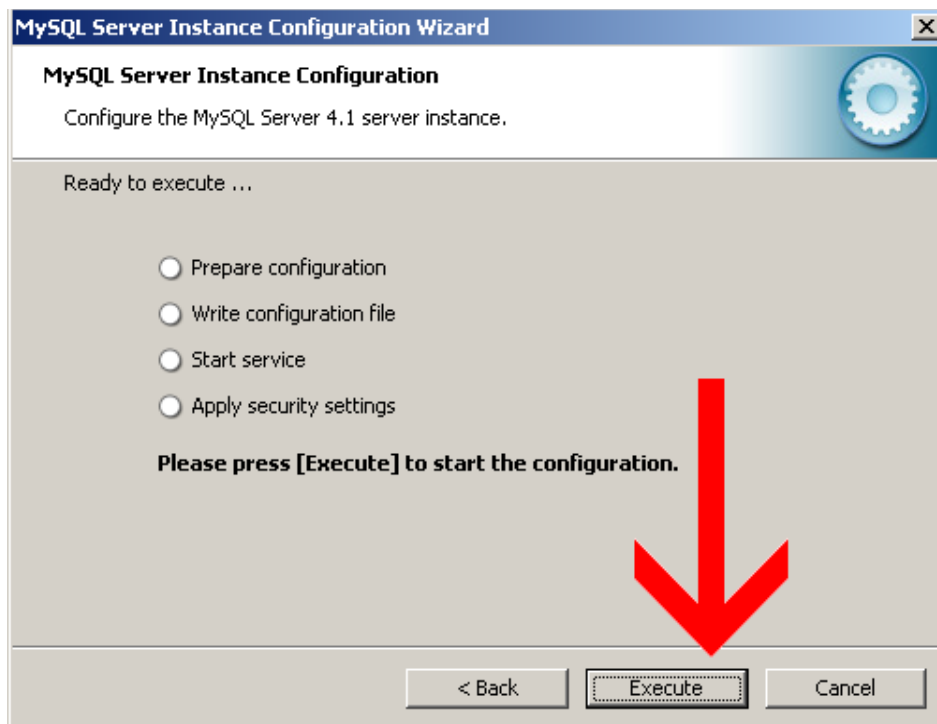 MySQL Server Instance Configuration Wizard
MySQL Server Instance Configuration
Configure the MySQL Server 4.1 server instance.
Ready to execute ...
Prepare configuration
Write configuration file
Start service
Apply security settings
Please press [Execute] to start the configuration.
< Back Execute Cancel